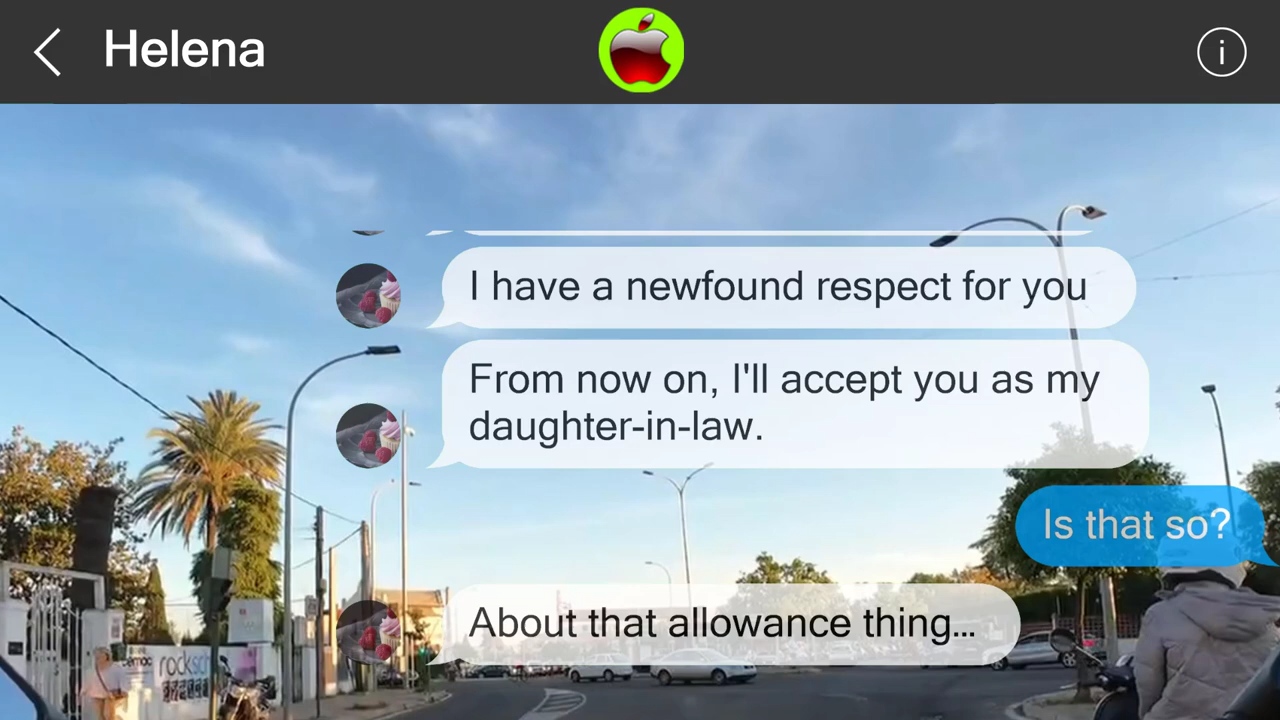 Helena
i
I have a newfound respect for you
From now on, I'll accept you as my
daughter-in-law.
Is that so?
About that allowance thing...
rocksch